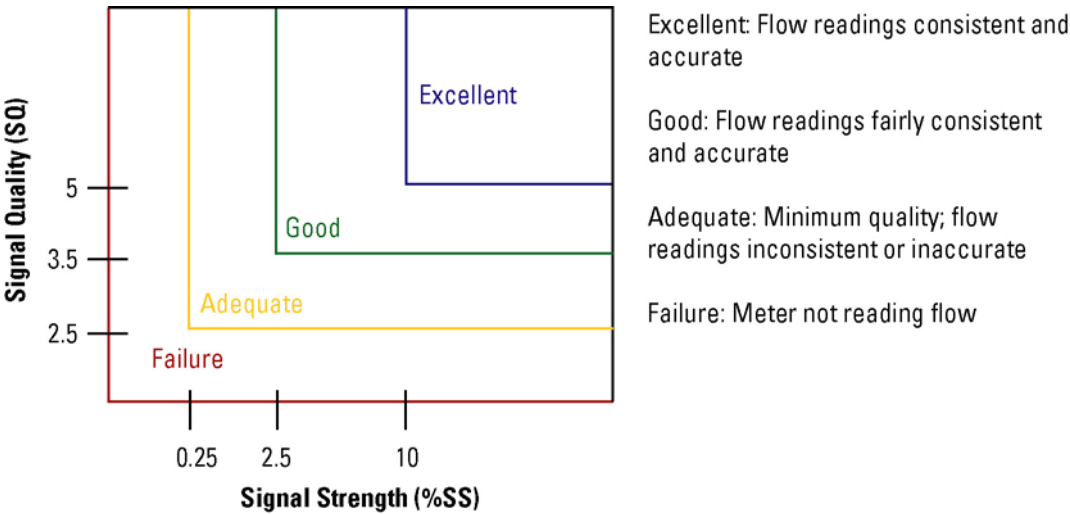 Excellent: Flow readings consistent and
accurate
Excellent
Good: Flow readings fairly consistent
and accurate
Signal Quality (SQ)
5
Good
Adequate: Minimum quality; flow
readings inconsistent or inaccurate
3.5
Adequate
Failure: Meter not reading flow
2.5
Failure
0.25 2.5 10
Signal Strength (%SS)